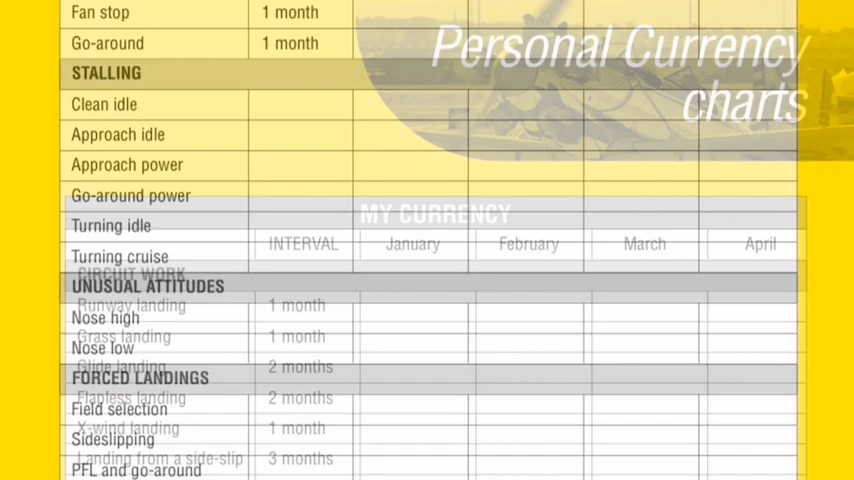 Fan stop 1 month
Personal Currency
Go-around 1 month
charts
STALLING
Clean idle
Approach idle
Approach power
Go-around power
MY CURRENCY
Turning idle
INTERVAL January February March April
Turning cruise
CIRCUIT WORK
UNUSUAL ATTITUDES
Runway landing 1 month
Nose high
Grass landing 1 month
Nose low
Glide landing 2 months
FORCED LANDINGS
Flapless landing 2 months
Field selection
X-wind landing 1 month
Sideslipping
Landing from a side-slip 3 months
PFL and go-around